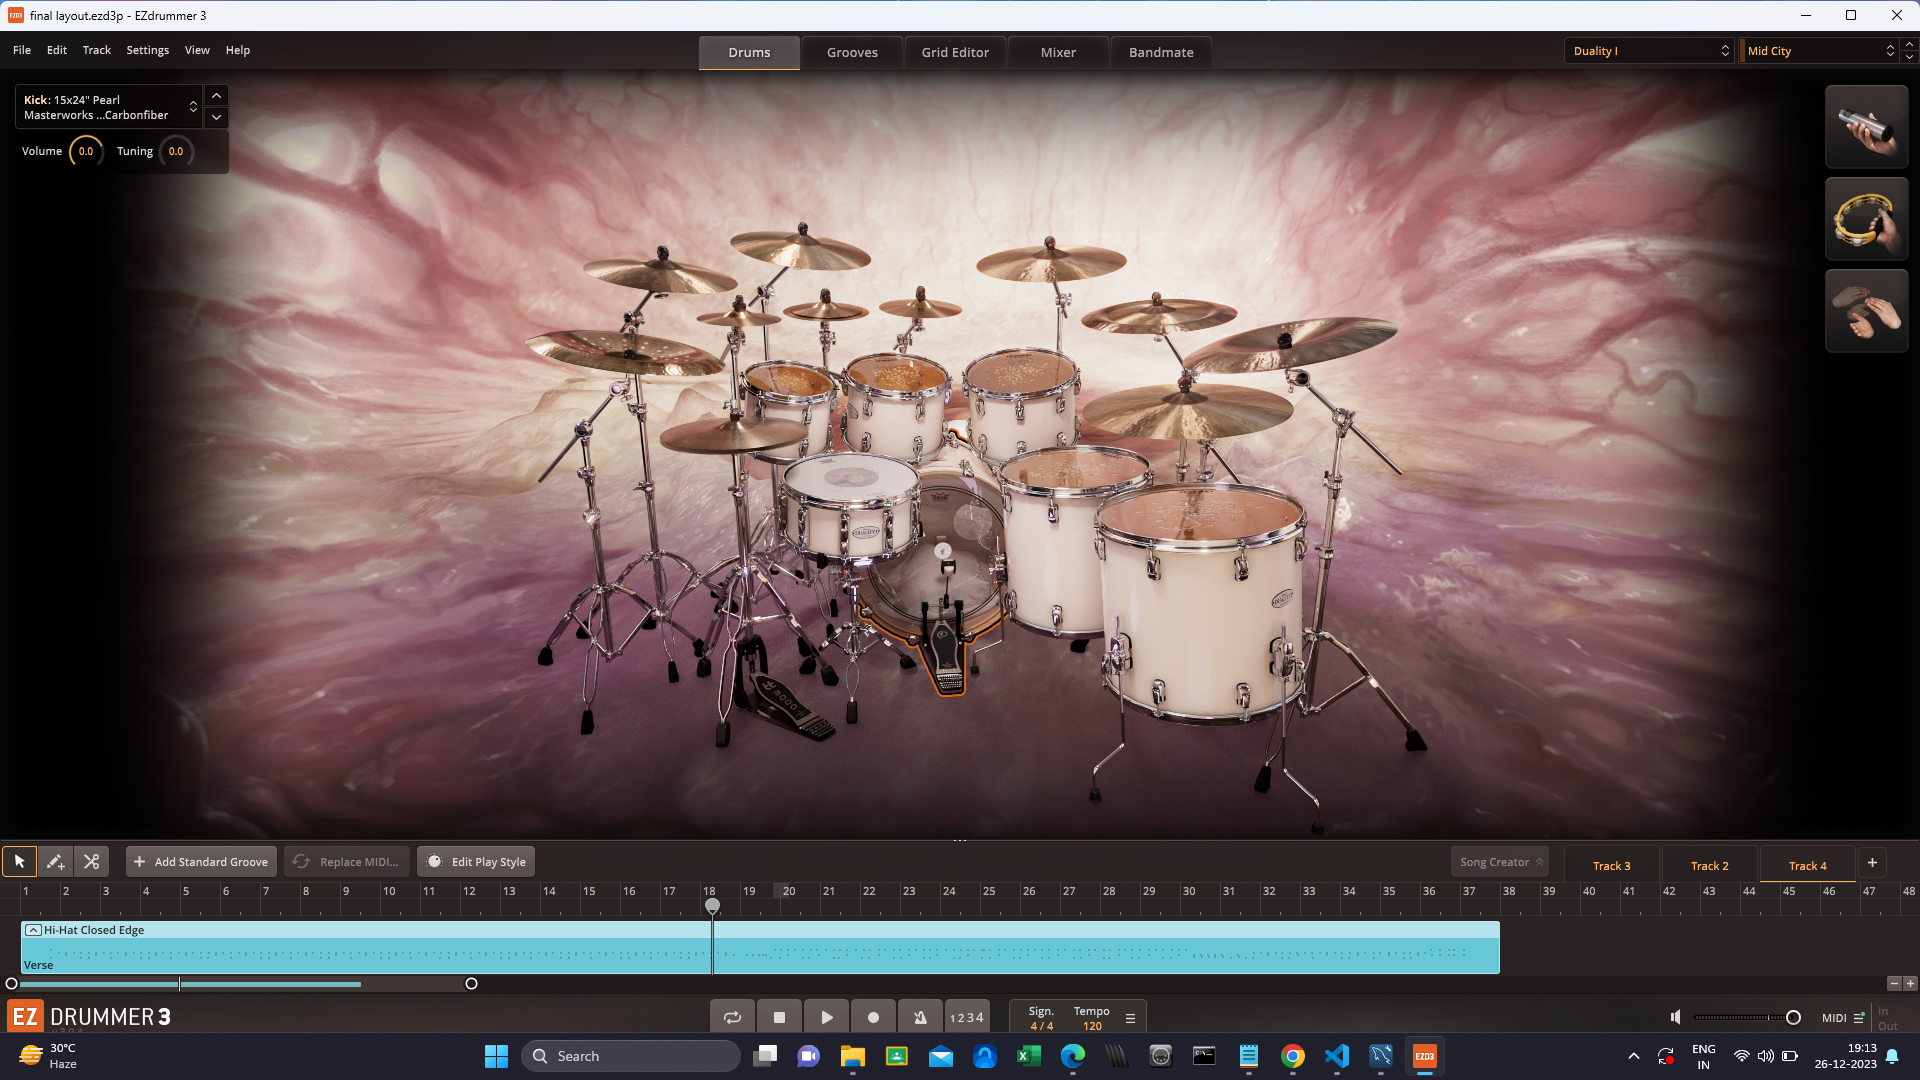 final layout.ezd3p - EZdrummer 3
File Edit Track Settings View Help
Drums Grooves Grid Editor Mixer Bandmate
Duality I Mid City
Kick: 15x24" Pearl
Masterworks ...Carbonfiber
Volume 0.0 Tuning 0.0
+ Add Standard Groove Replace MIDI... Edit Play Style
Song Creator Track 3 Track 2 Track 4 +
1 2 3 4 5 6 7 8 9 10 11 12 13 14 15 16 17 18 19 20 21 22 23 24 25 26 27 28 29 30 31 32 33 34 35 36 37 38 39 40 41 42 43 44 45 46 47 48
Hi-Hat Closed Edge
Verse
EZ DRUMMER 3
1 2 3 4
Sign. Tempo
4 / 4 120
MIDI In
Out
30°C
Haze
Search
EZD3
ENG
IN
19:13
26-12-2023